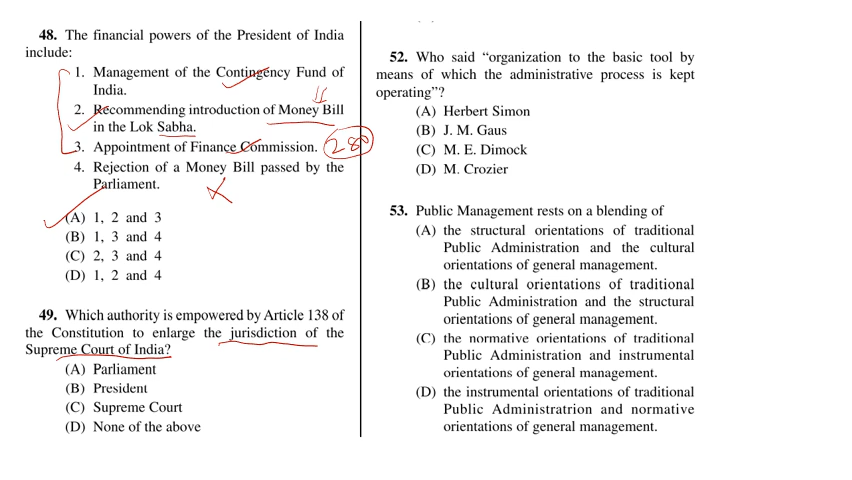 48. The financial powers of the President of India
include:
1. Management of the Contingency Fund of
India.
2. Recommending introduction of Money Bill
in the Lok Sabha.
3. Appointment of Finance Commission. 280
4. Rejection of a Money Bill passed by the
Parliament.
(A) 1, 2 and 3
(B) 1, 3 and 4
(C) 2, 3 and 4
(D) 1, 2 and 4
49. Which authority is empowered by Article 138 of
the Constitution to enlarge the jurisdiction of the
Supreme Court of India?
(A) Parliament
(B) President
(C) Supreme Court
(D) None of the above
52. Who said “organization to the basic tool by
means of which the administrative process is kept
operating”?
(A) Herbert Simon
(B) J. M. Gaus
(C) M. E. Dimock
(D) M. Crozier
53. Public Management rests on a blending of
(A) the structural orientations of traditional
Public Administration and the cultural
orientations of general management.
(B) the cultural orientations of traditional
Public Administration and the structural
orientations of general management.
(C) the normative orientations of traditional
Public Administration and instrumental
orientations of general management.
(D) the instrumental orientations of traditional
Public Administratrion and normative
orientations of general management.